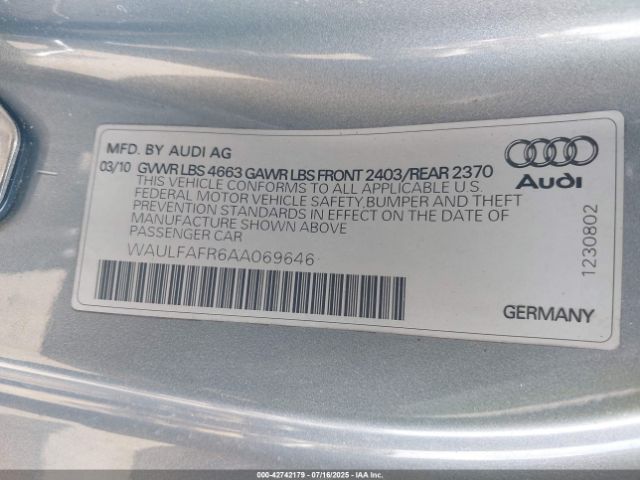 MFD. BY AUDI AG
03/10 GVWR LBS 4663 GAWR LBS FRONT 2403/REAR 2370
THIS VEHICLE CONFORMS TO ALL APPLICABLE U.S.
FEDERAL MOTOR VEHICLE SAFETY,BUMPER AND THEFT
PREVENTION STANDARDS IN EFFECT ON THE DATE OF
MANUFACTURE SHOWN ABOVE
PASSENGER CAR
WAULFAFR6AA069646
Audi
1230802
GERMANY
000-42742179 - 07/16/2025 - IAAI.COM